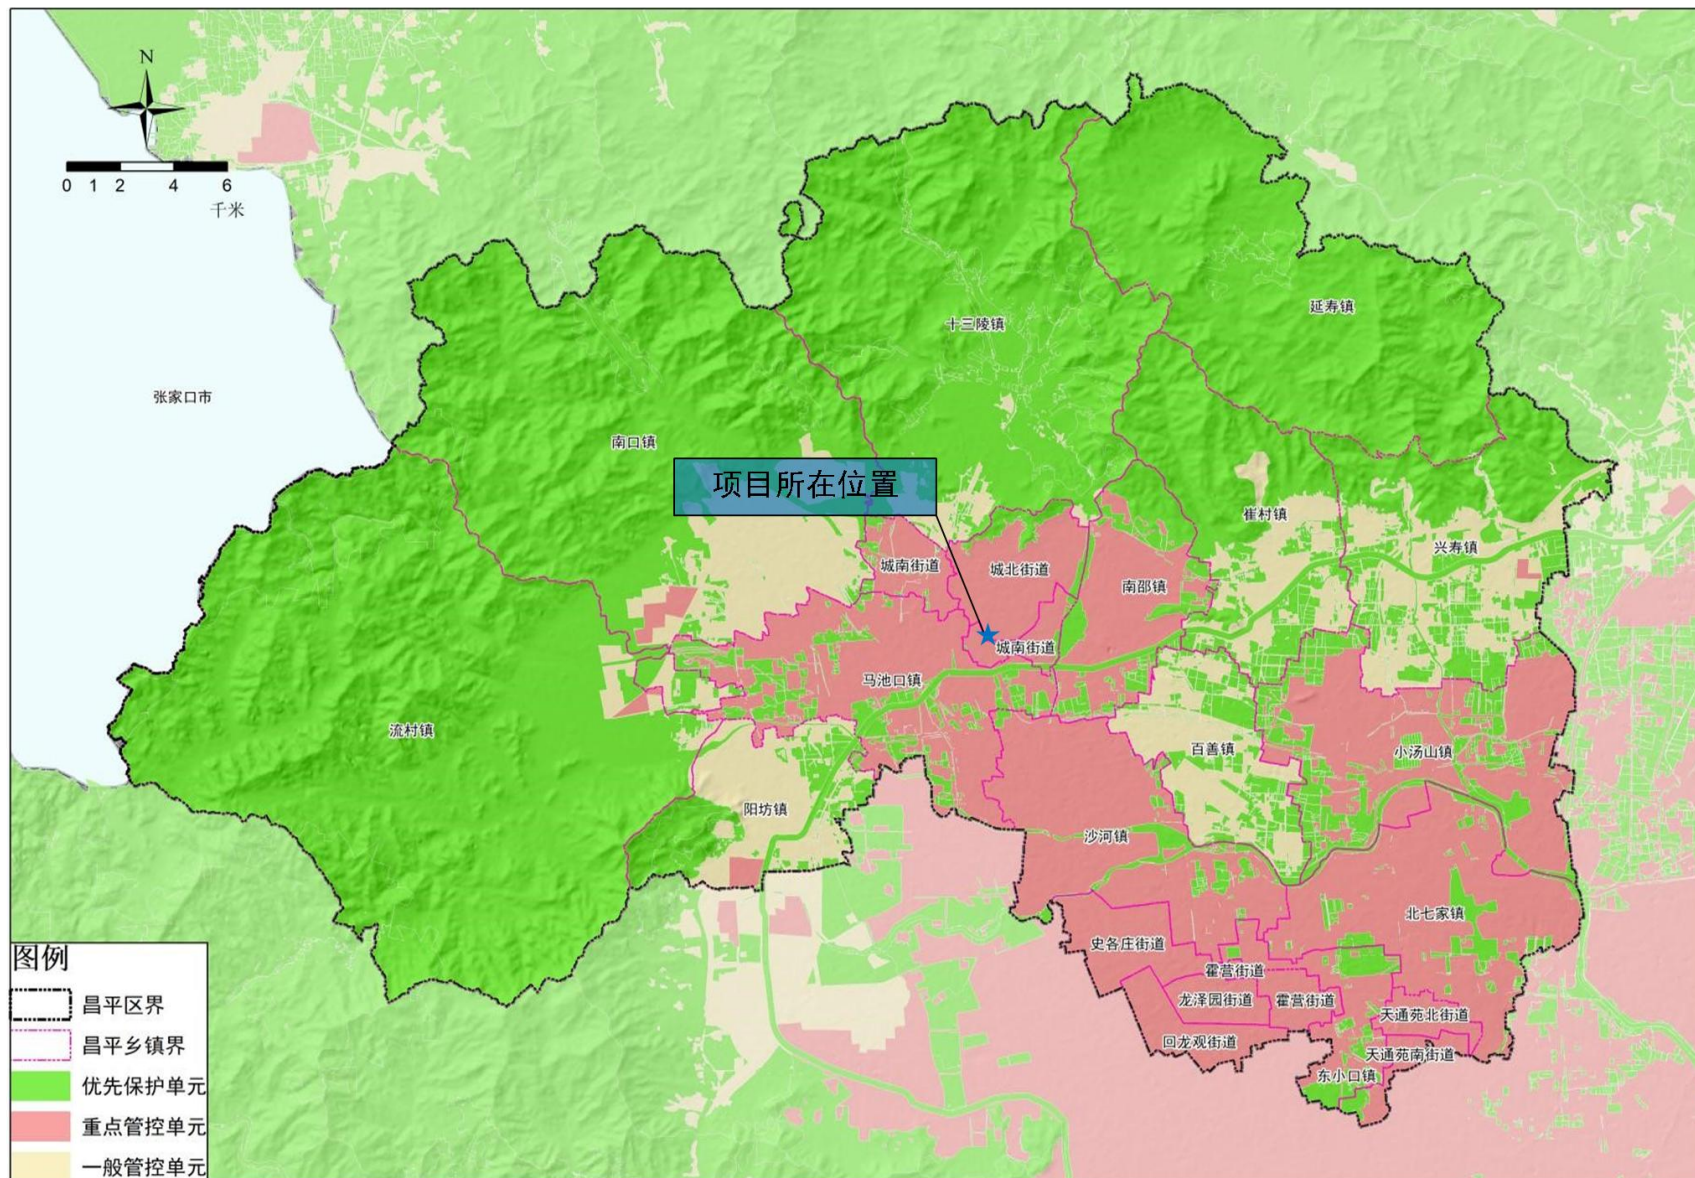 N
0 1 2 4 6
千米
张家口市
延寿镇
十三陵镇
南口镇
项目所在位置
崔村镇
兴寿镇
城南街道
城北街道
南邵镇
城南街道
马池口镇
流村镇
百善镇
小汤山镇
阳坊镇
沙河镇
北七家镇
史各庄街道
霍营街道
龙泽园街道
霍营街道
天通苑北街道
回龙观街道
天通苑南街道
东小口镇
图例
昌平区界
昌平乡镇界
优先保护单元
重点管控单元
一般管控单元